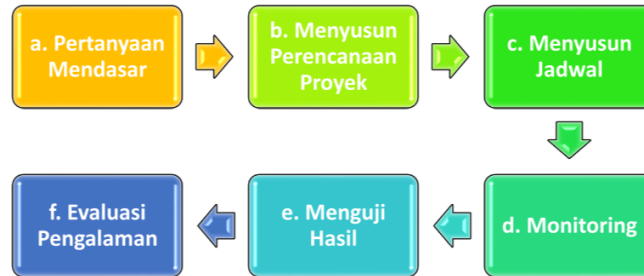 a. Pertanyaan
Mendasar
b. Menyusun
Perencanaan
Proyek
c. Menyusun
Jadwal
d. Monitoring
e. Menguji
Hasil
f. Evaluasi
Pengalaman